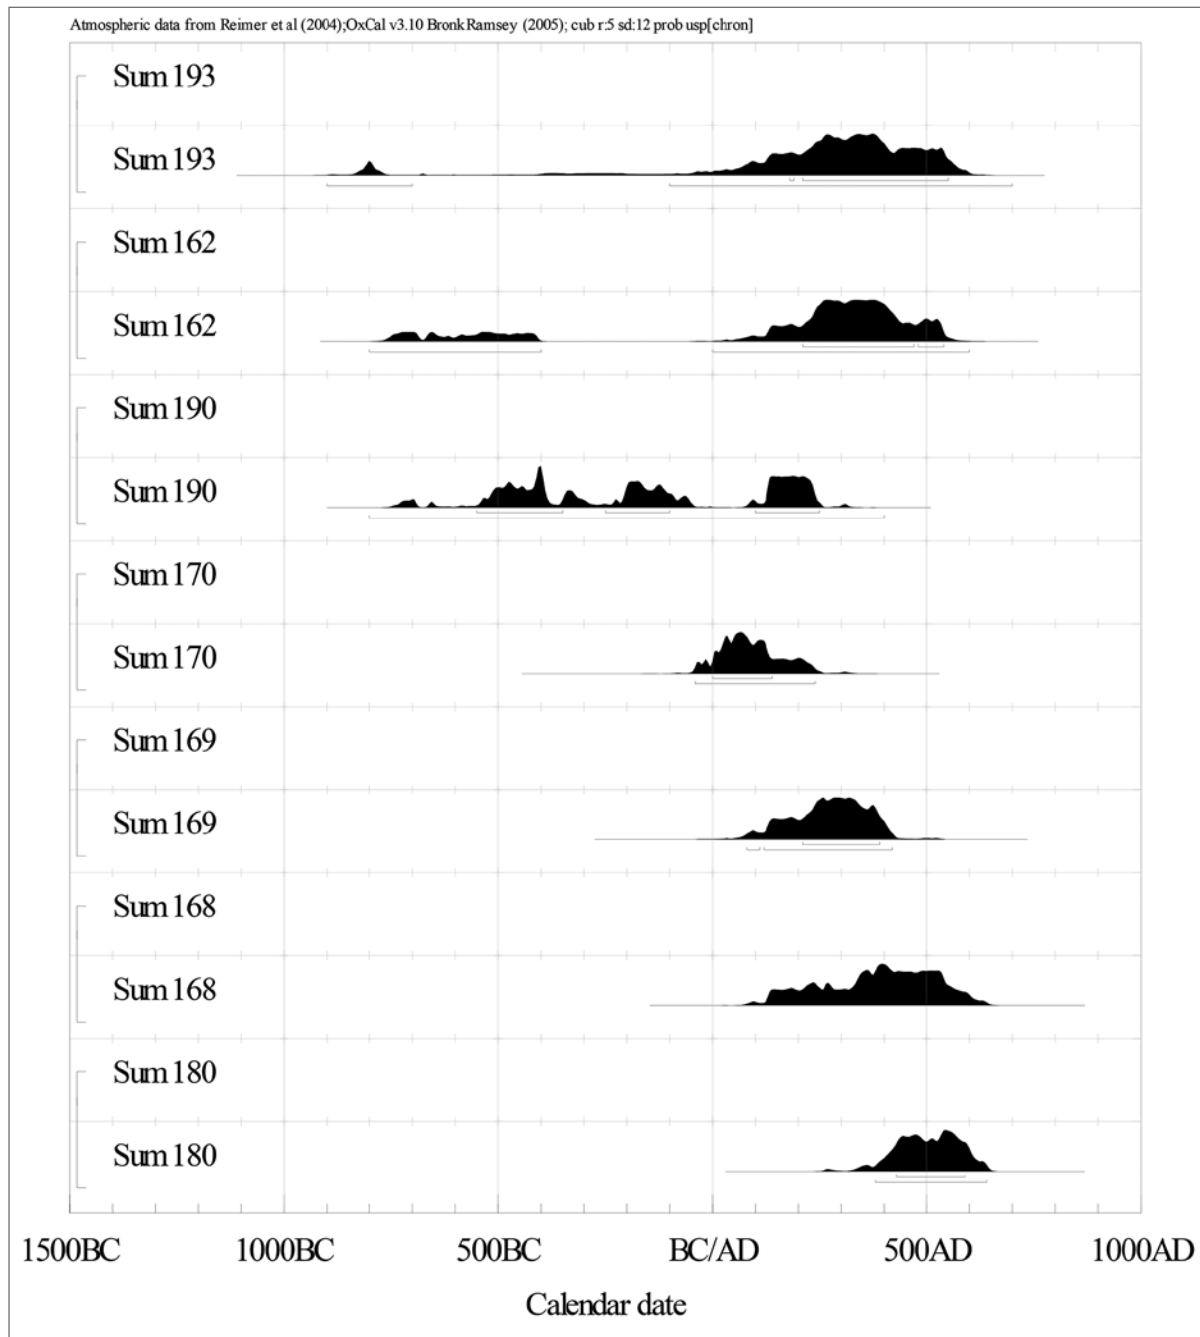 Atmospheric data from Reimer et al (2004);OxCal v3.10 Bronk Ramsey (2005); cub r:5 sd:12 prob usp[chron]
Sum 193
Sum 193
Sum 162
Sum 162
Sum 190
Sum 190
Sum 170
Sum 170
Sum 169
Sum 169
Sum 168
Sum 168
Sum 180
Sum 180
1500BC 1000BC 500BC BC/AD 500AD 1000AD
Calendar date